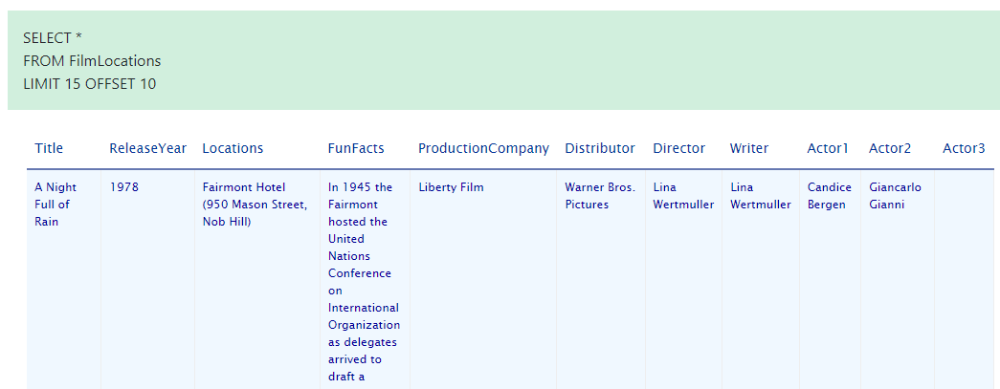 SELECT *
FROM FilmLocations
LIMIT 15 OFFSET 10
Title ReleaseYear Locations FunFacts ProductionCompany Distributor Director Writer Actor1 Actor2 Actor3
A Night 1978 Fairmont Hotel In 1945 the Liberty Film Warner Bros. Lina Lina Candice Giancarlo
Full of (950 Mason Street, Fairmont Pictures Wertmuller Wertmuller Bergen Gianni
Rain Nob Hill) hosted the
United
Nations
Conference
on
International
Organization
as delegates
arrived to
draft a